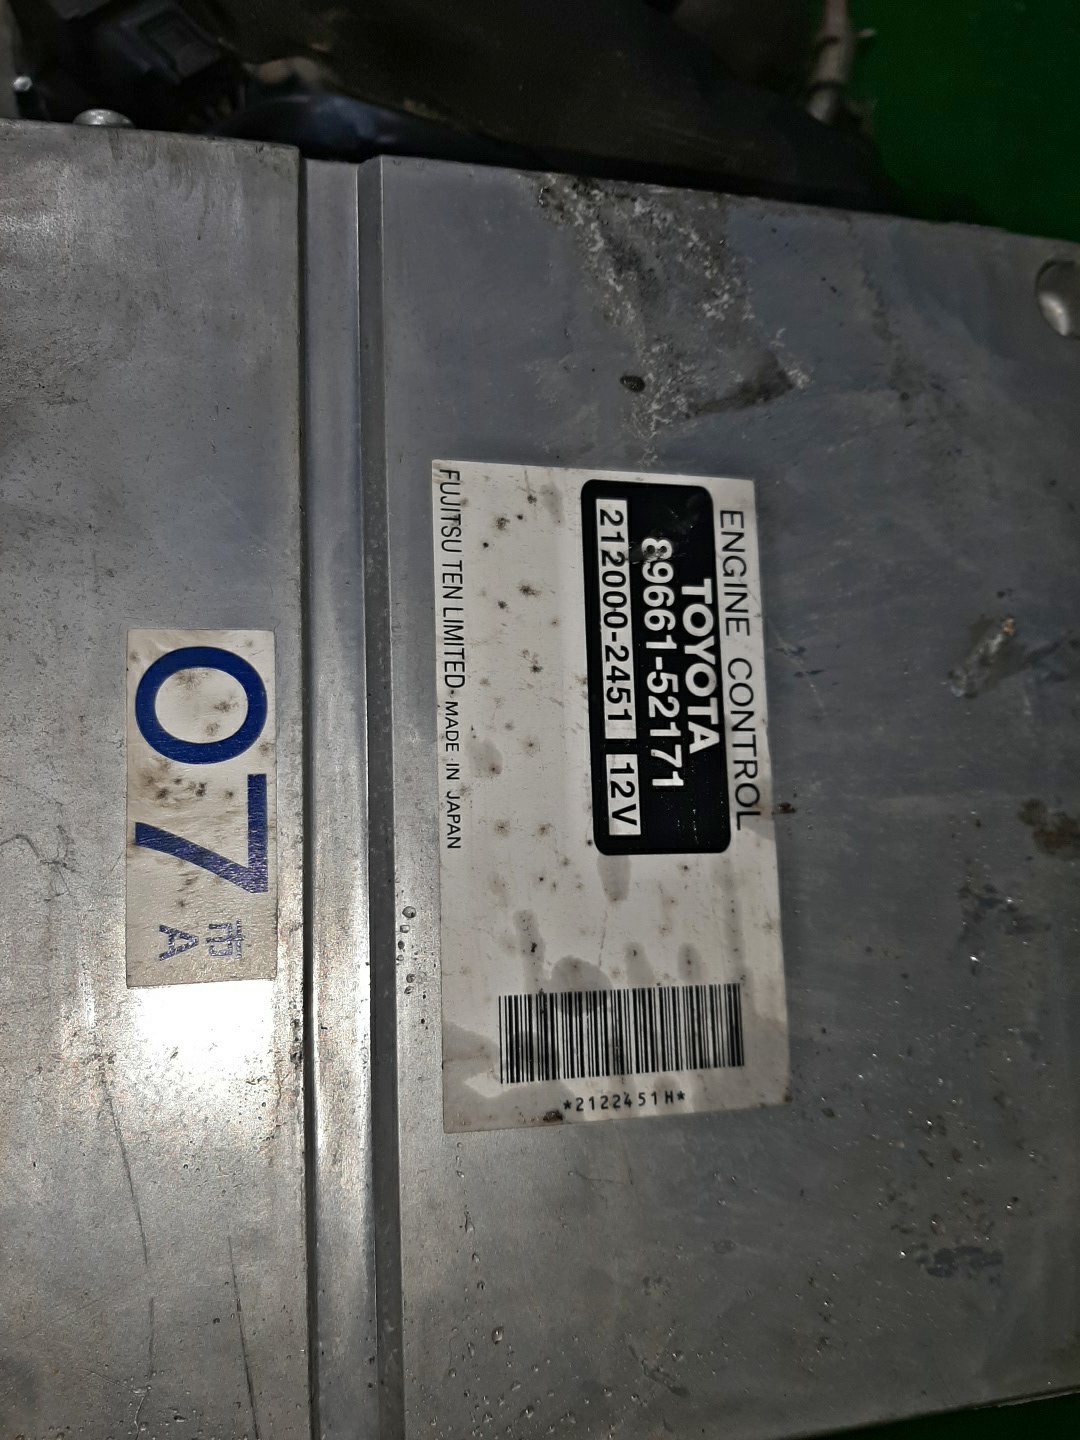 ENGINE CONTROL
TOYOTA
89661-52171
212000-2451 12V
FUJITSU TEN LIMITED. MADE IN JAPAN
*2122451H*
07
A